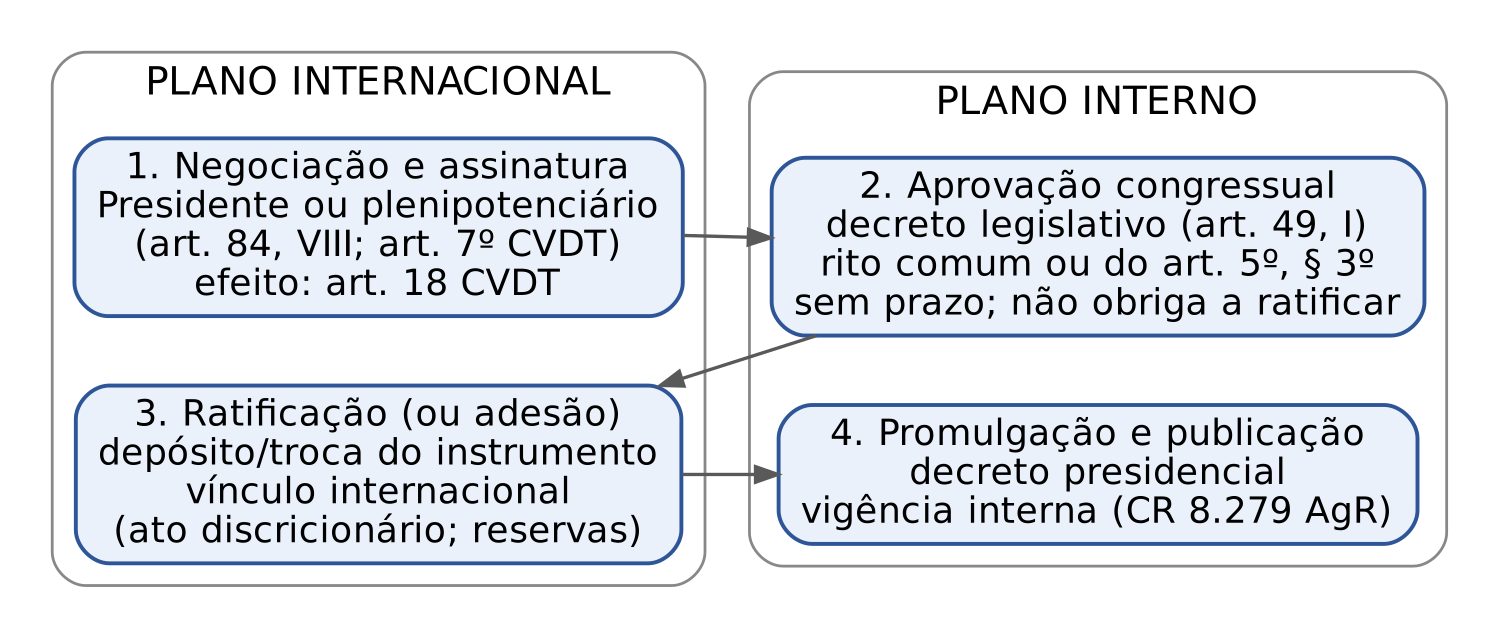 PLANO INTERNACIONAL
1. Negociação e assinatura
Presidente ou plenipotenciário
(art. 84, VIII; art. 7º CVDT)
efeito: art. 18 CVDT
PLANO INTERNO
2. Aprovação congressual
decreto legislativo (art. 49, I)
rito comum ou do art. 5º, § 3º
sem prazo; não obriga a ratificar
3. Ratificação (ou adesão)
depósito/troca do instrumento
vínculo internacional
(ato discricionário; reservas)
4. Promulgação e publicação
decreto presidencial
vigência interna (CR 8.279 AgR)